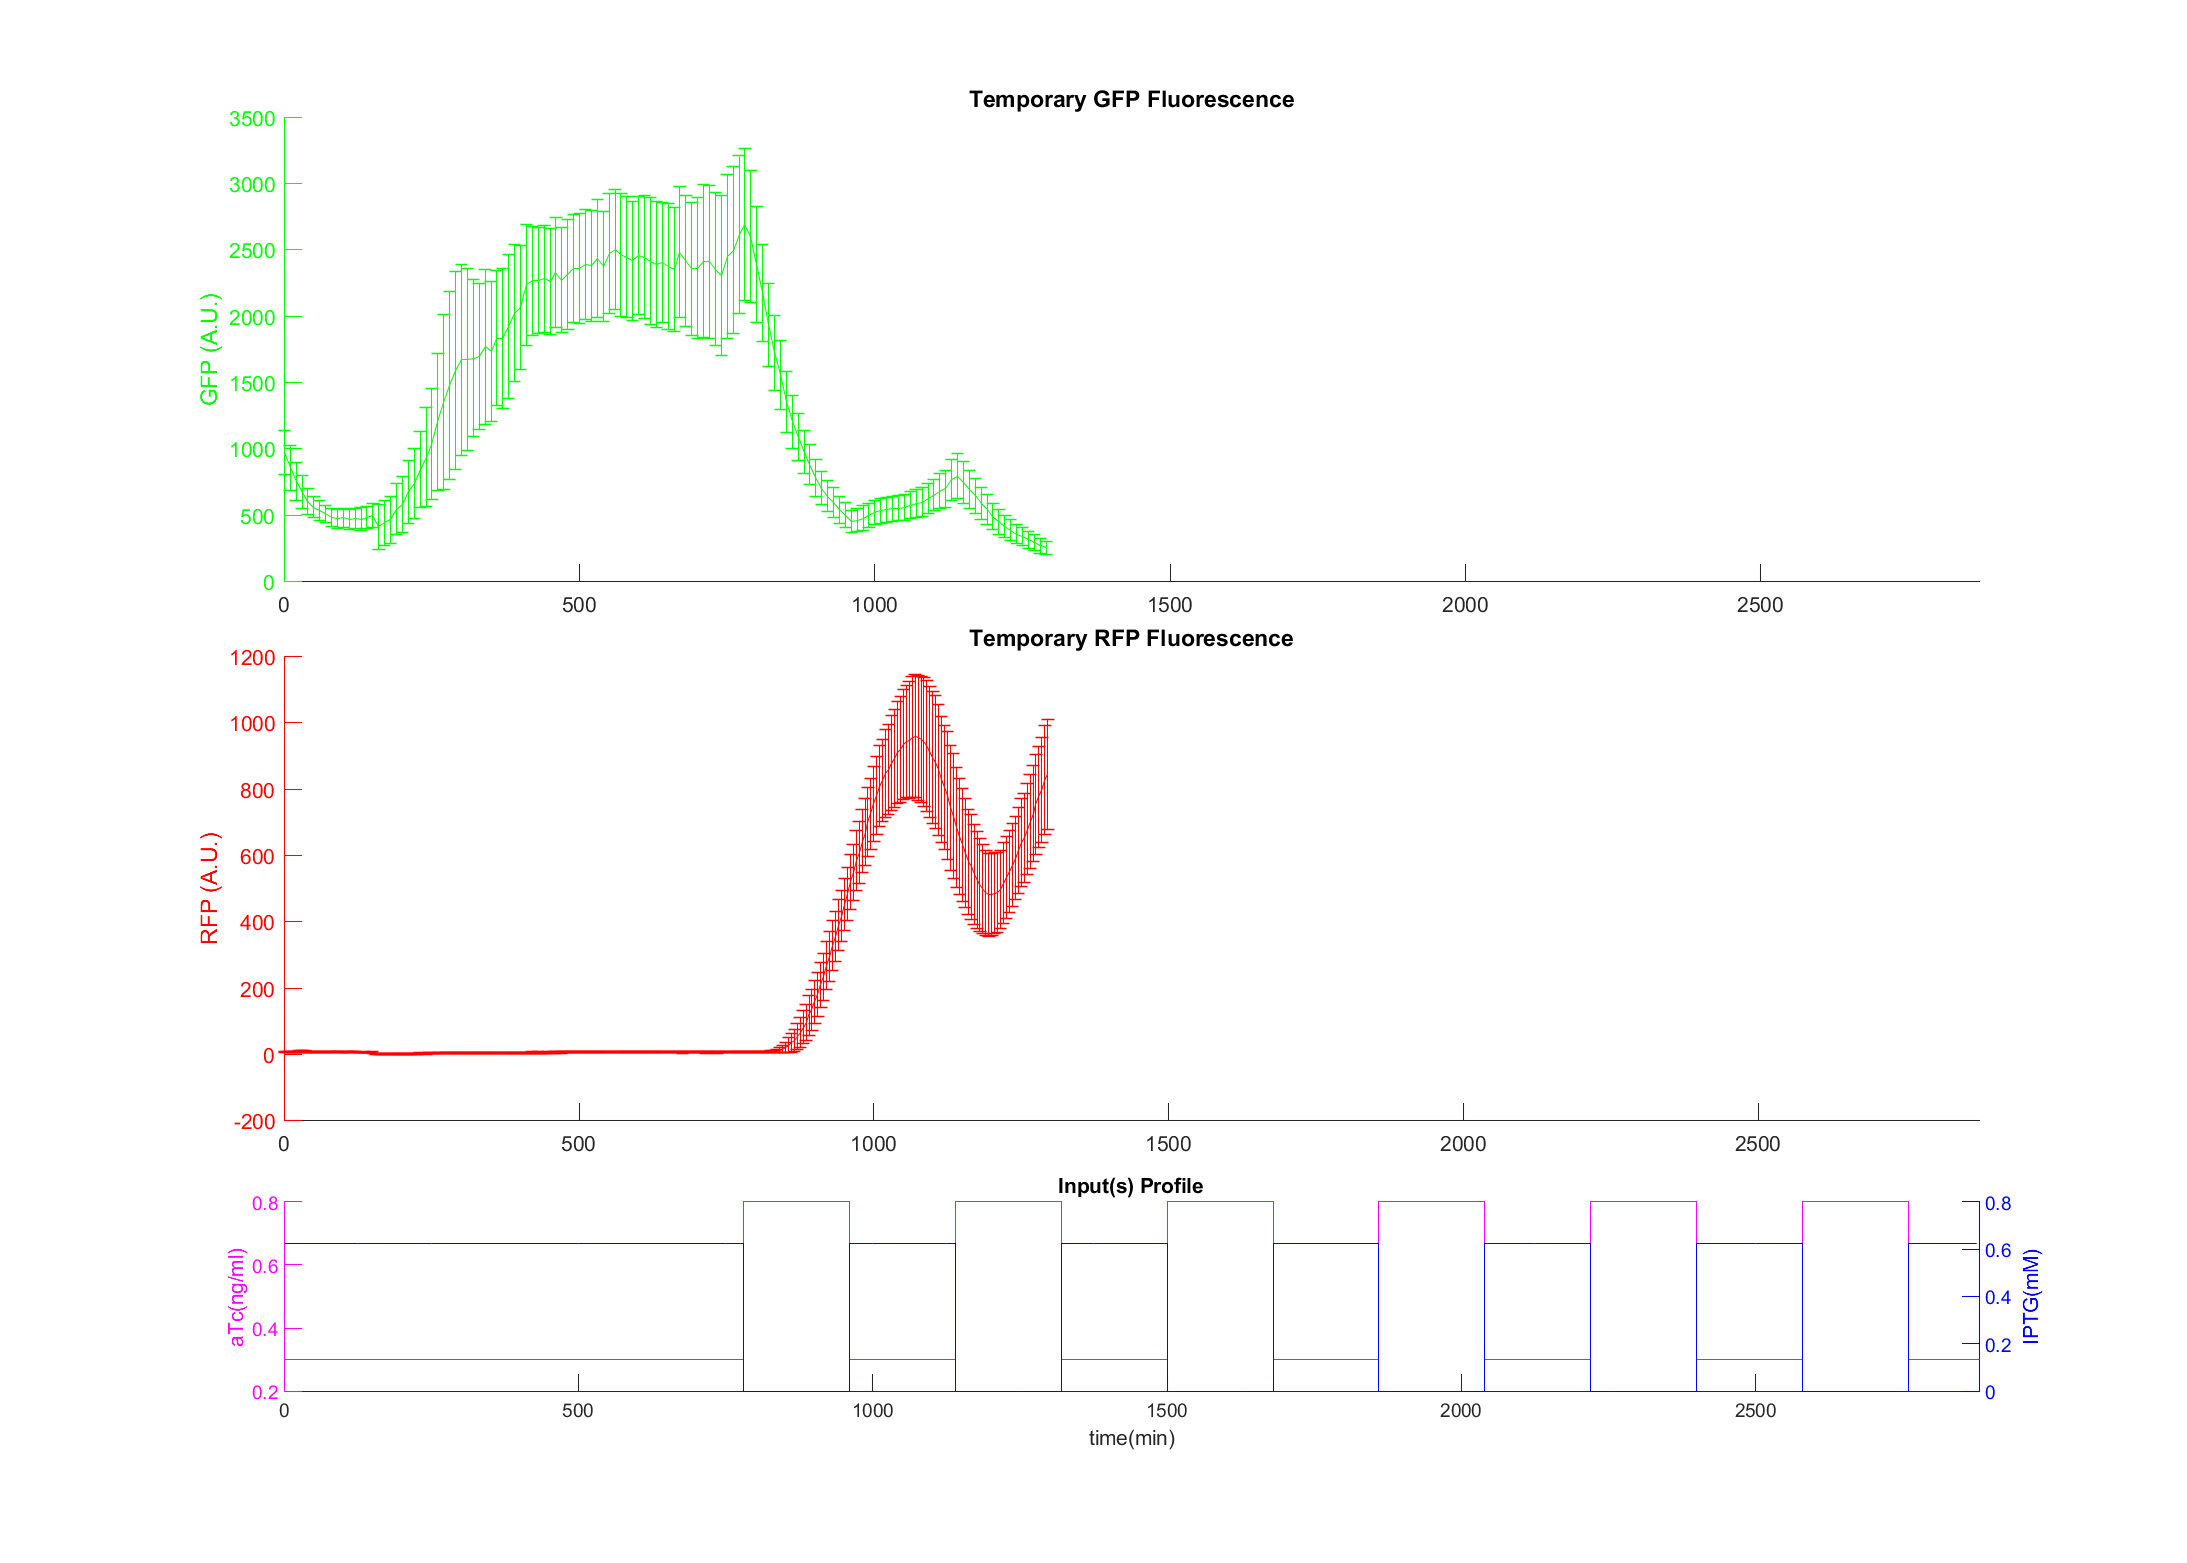 Temporary GFP Fluorescence
3500
3000
2500
2000
1500
1000
500
0
GFP (A.U.)
0 500 1000 1500 2000 2500
Temporary RFP Fluorescence
1200
1000
800
600
400
200
0
-200
RFP (A.U.)
0 500 1000 1500 2000 2500
Input(s) Profile
0.8
0.6
0.4
0.2
aTc(ng/ml)
0.8
0.6
0.4
0.2
0
IPTG(mM)
0 500 1000 1500 2000 2500
time(min)